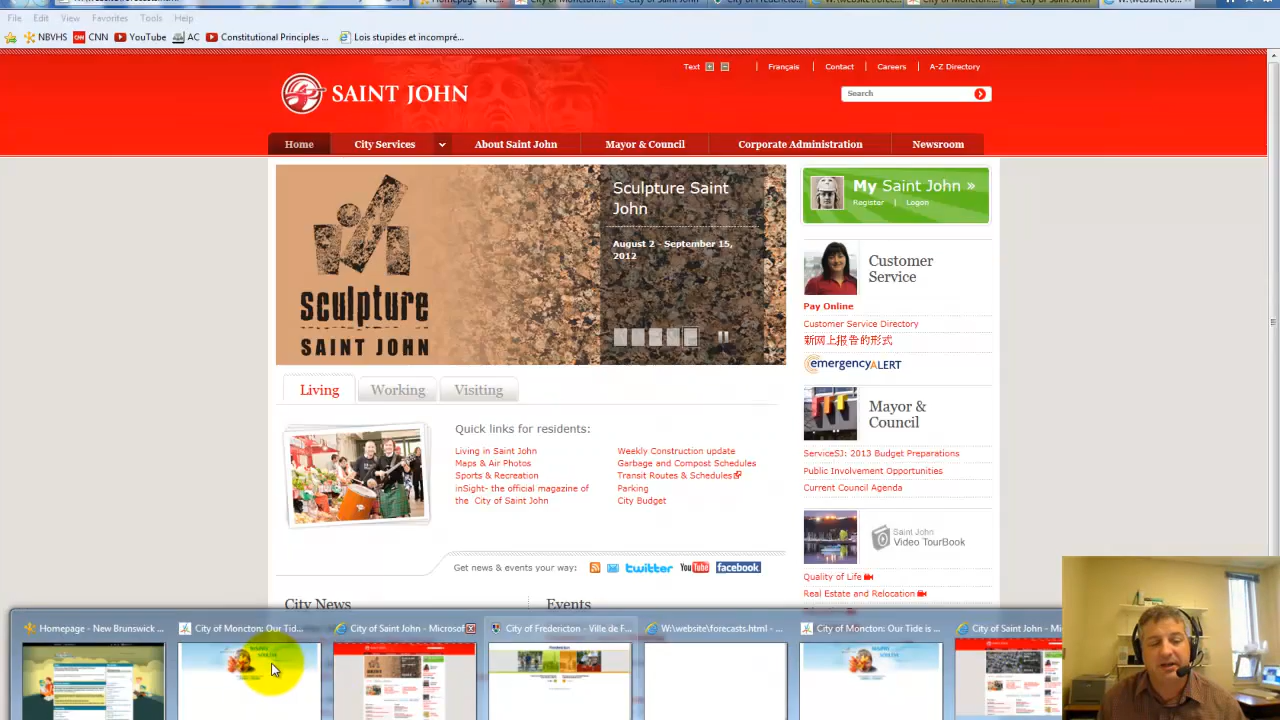 File Edit View Favorites Tools Help
NBVHS CNN YouTube AC Constitutional Principles ... Lois stupides et incompré...
Text Français Contact Careers A-Z Directory
SAINT JOHN
Search
Home City Services About Saint John Mayor & Council Corporate Administration Newsroom
Sculpture Saint
John
August 2 - September 15,
2012
sculpture
SAINT JOHN
My Saint John »
Register | Logon
Customer
Service
Pay Online
Customer Service Directory
新网上报告的形式
emergencyALERT
Mayor &
Council
ServiceSJ: 2013 Budget Preparations
Public Involvement Opportunities
Current Council Agenda
Saint John
Video TourBook
Quality of Life
Real Estate and Relocation
Living Working Visiting
Quick links for residents:
Living in Saint John
Maps & Air Photos
Sports & Recreation
inSight- the official magazine of
the City of Saint John
Weekly Construction update
Garbage and Compost Schedules
Transit Routes & Schedules
Parking
City Budget
Get news & events your way: twitter YouTube facebook
City News Events
Homepage - New Brunswick ... City of Moncton: Our Tid... City of Saint John - Microsof City of Fredericton - Ville de F... W:\website\forecasts.html - ... City of Moncton: Our Tide is ... City of Saint John - Mi